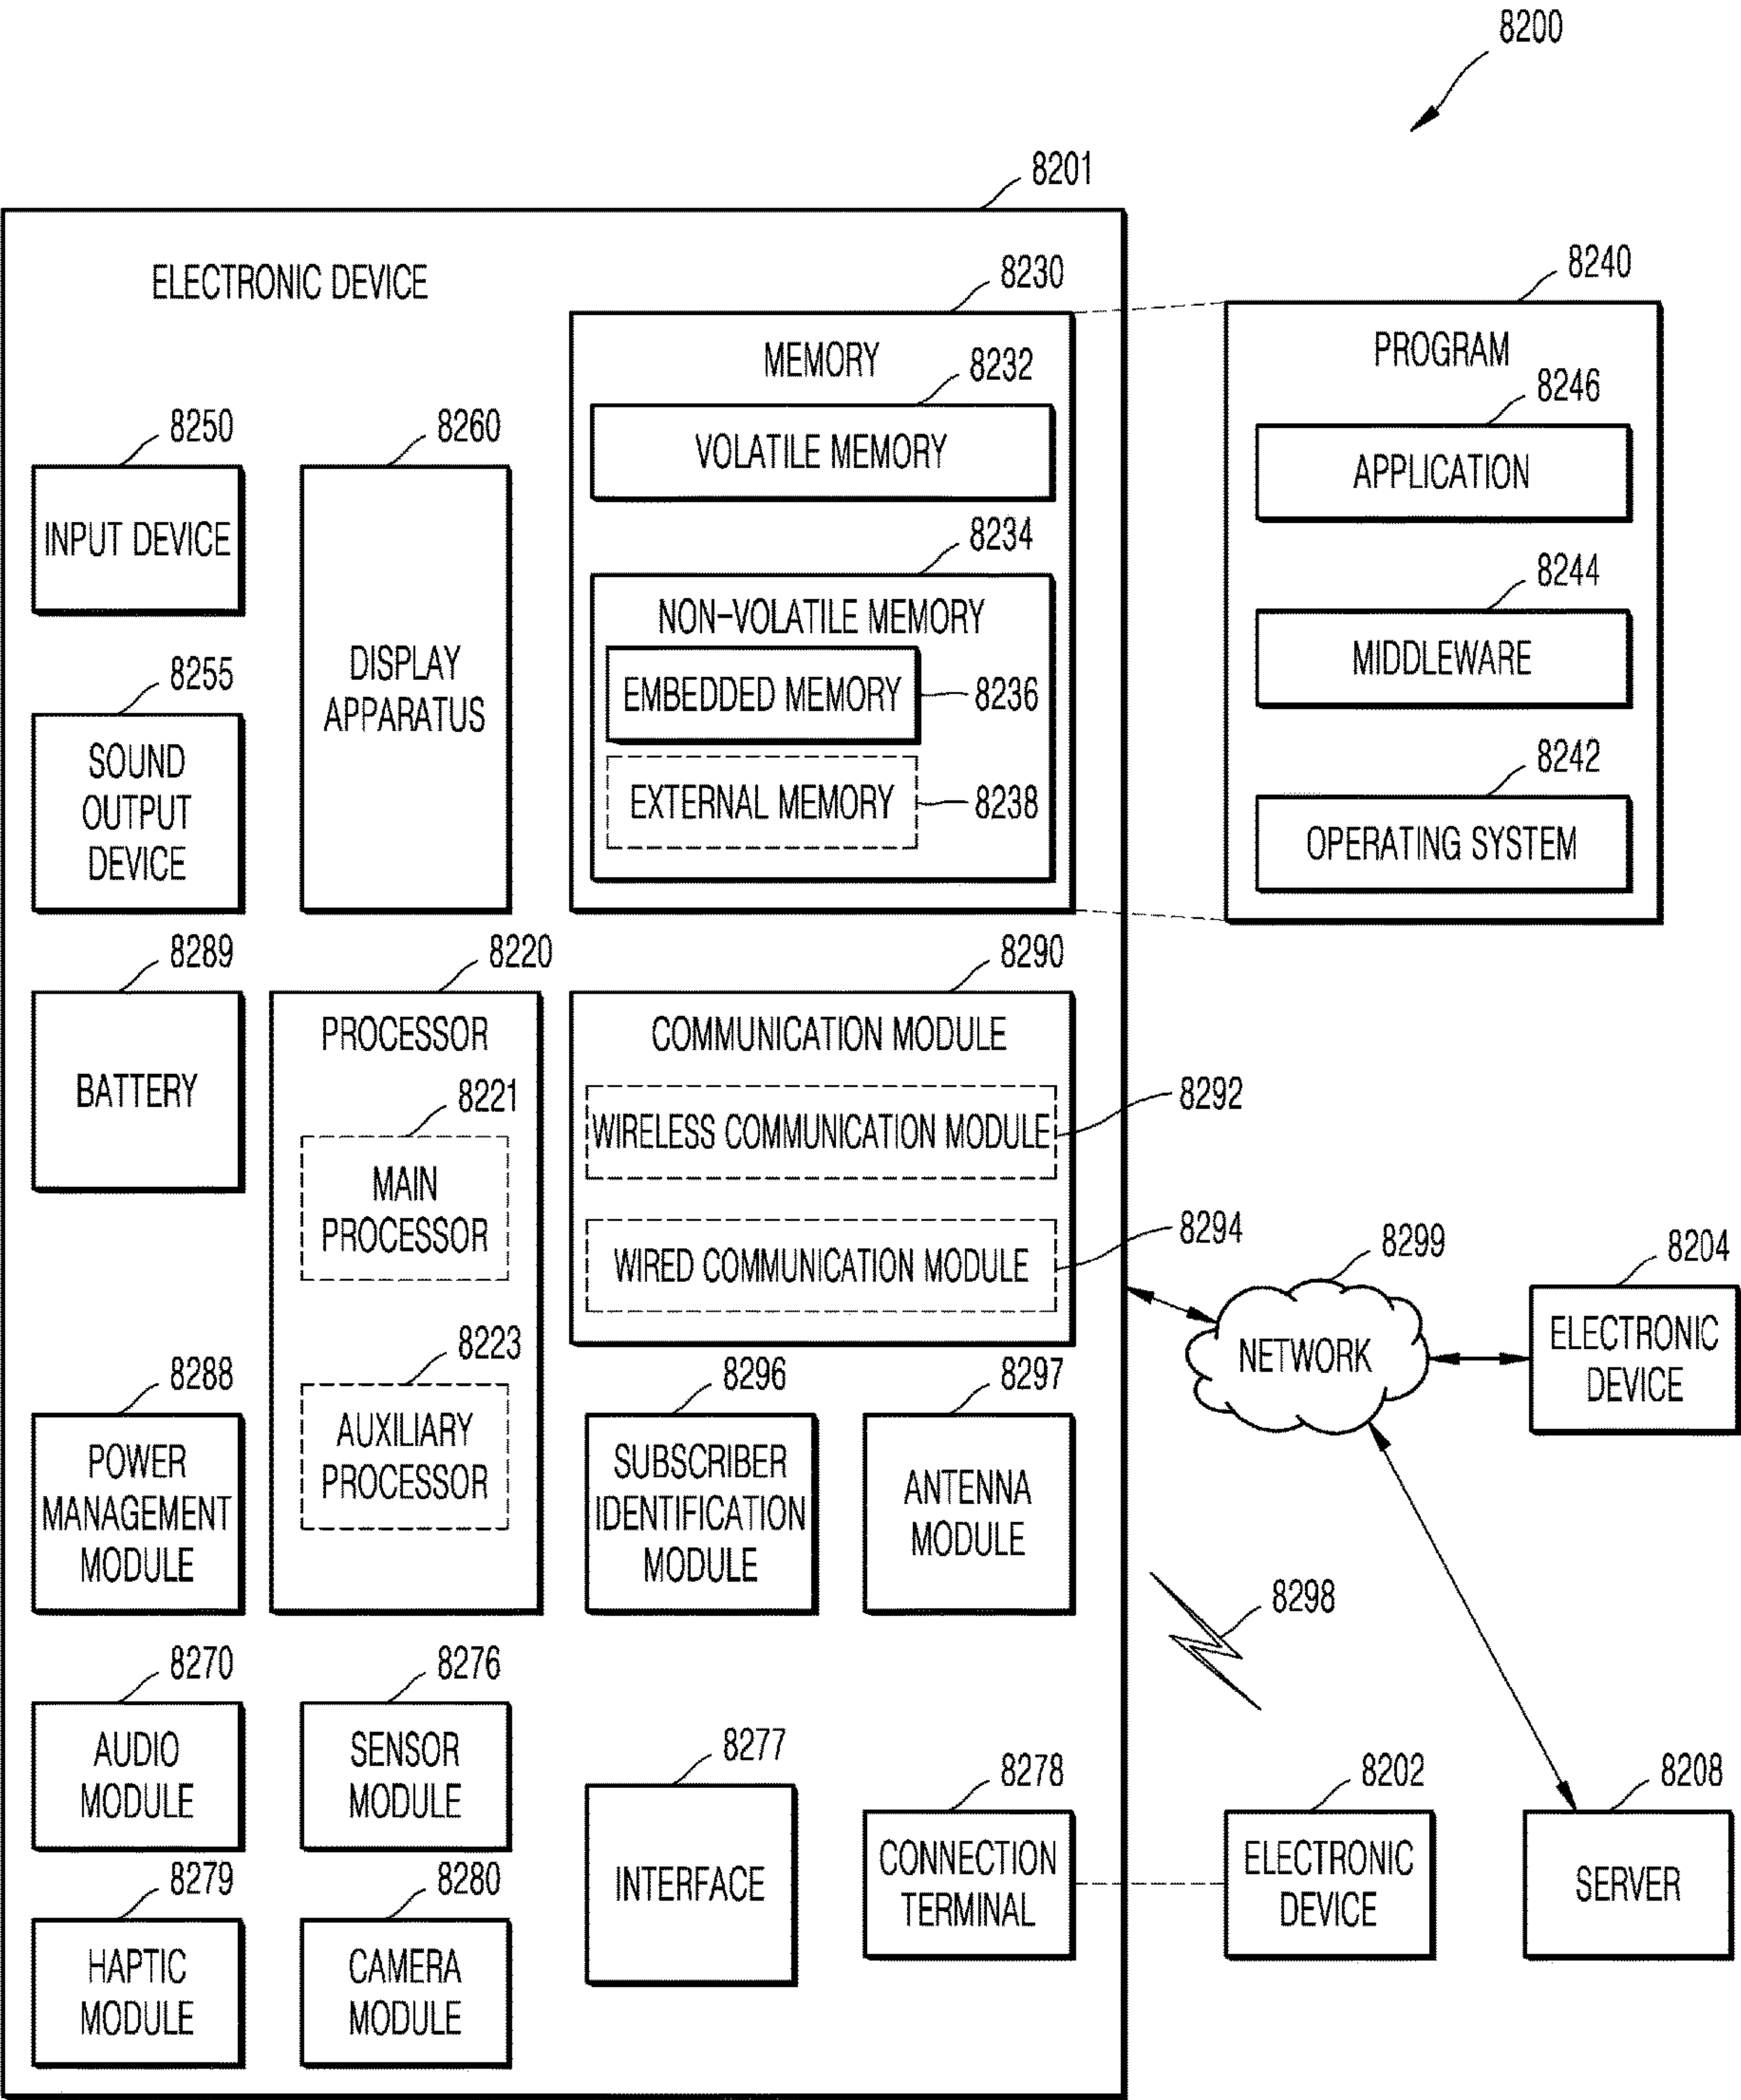 8200
8201
ELECTRONIC DEVICE
8230
MEMORY
8232
VOLATILE MEMORY
8234
NON-VOLATILE MEMORY
EMBEDDED MEMORY
8236
EXTERNAL MEMORY
8238
8240
PROGRAM
8246
APPLICATION
8244
MIDDLEWARE
8242
OPERATING SYSTEM
8250
INPUT DEVICE
8260
DISPLAY
APPARATUS
8255
SOUND
OUTPUT
DEVICE
8289
BATTERY
8220
PROCESSOR
8221
MAIN
PROCESSOR
8223
AUXILIARY
PROCESSOR
8290
COMMUNICATION MODULE
8292
WIRELESS COMMUNICATION MODULE
8294
WIRED COMMUNICATION MODULE
8299
NETWORK
8204
ELECTRONIC
DEVICE
8288
POWER
MANAGEMENT
MODULE
8296
SUBSCRIBER
IDENTIFICATION
MODULE
8297
ANTENNA
MODULE
8298
8270
AUDIO
MODULE
8276
SENSOR
MODULE
8277
INTERFACE
8278
CONNECTION
TERMINAL
8202
ELECTRONIC
DEVICE
8208
SERVER
8279
HAPTIC
MODULE
8280
CAMERA
MODULE